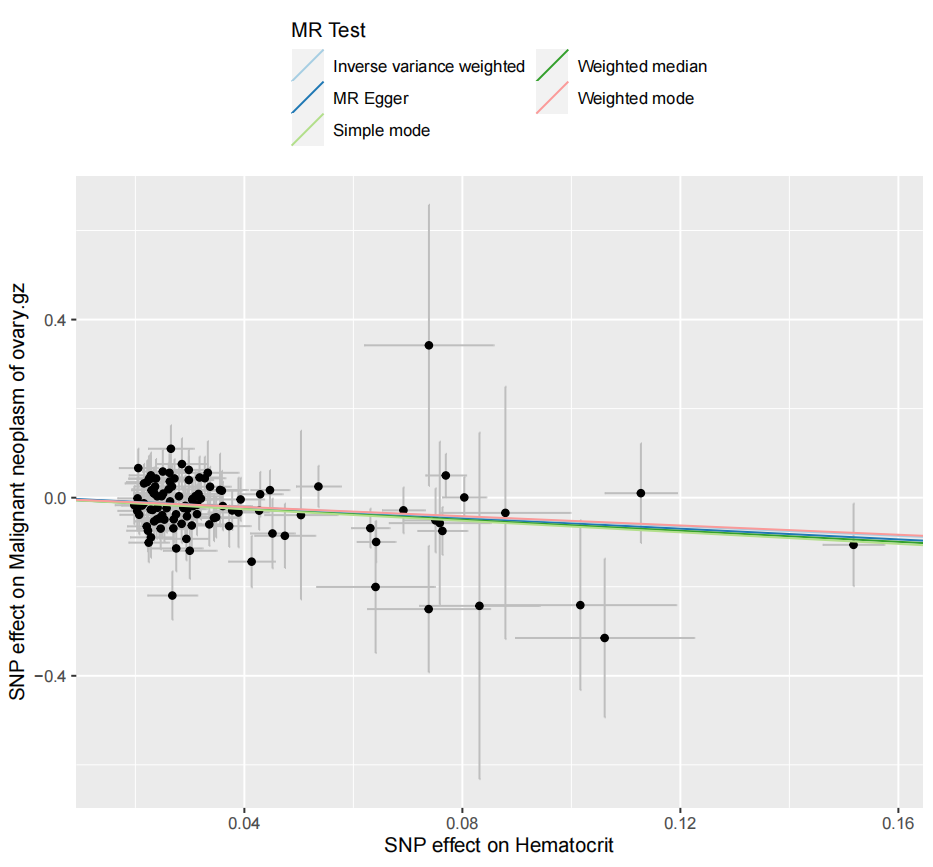 MR Test
Inverse variance weighted
Weighted median
MR Egger
Weighted mode
Simple mode
SNP effect on Malignant neoplasm of ovary.gz
0.4
0.0
−0.4
0.04
0.08
0.12
0.16
SNP effect on Hematocrit